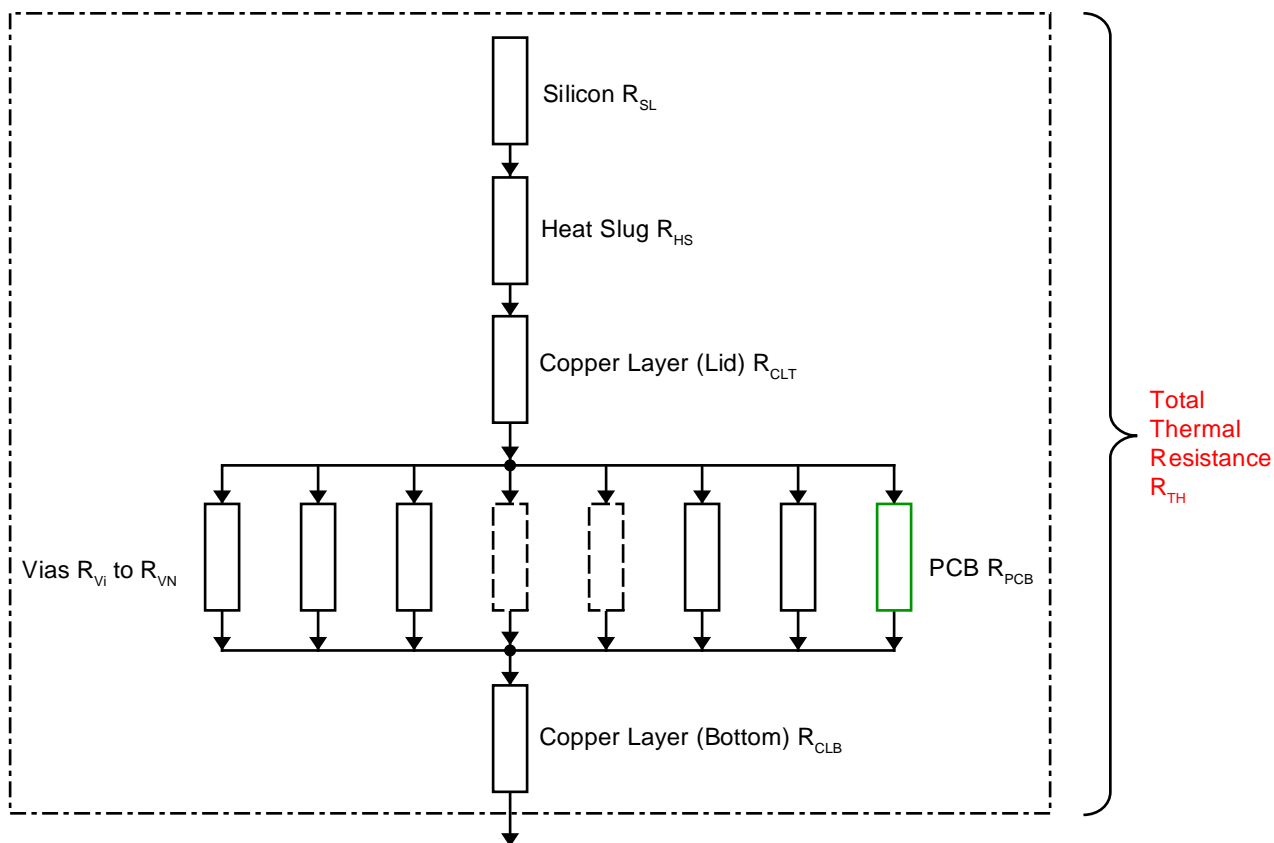 Silicon R_SL
Heat Slug R_HS
Copper Layer (Lid) R_CLT
Total
Thermal
Resistance
R_TH
Vias R_Vi to R_VN
PCB R_PCB
Copper Layer (Bottom) R_CLB